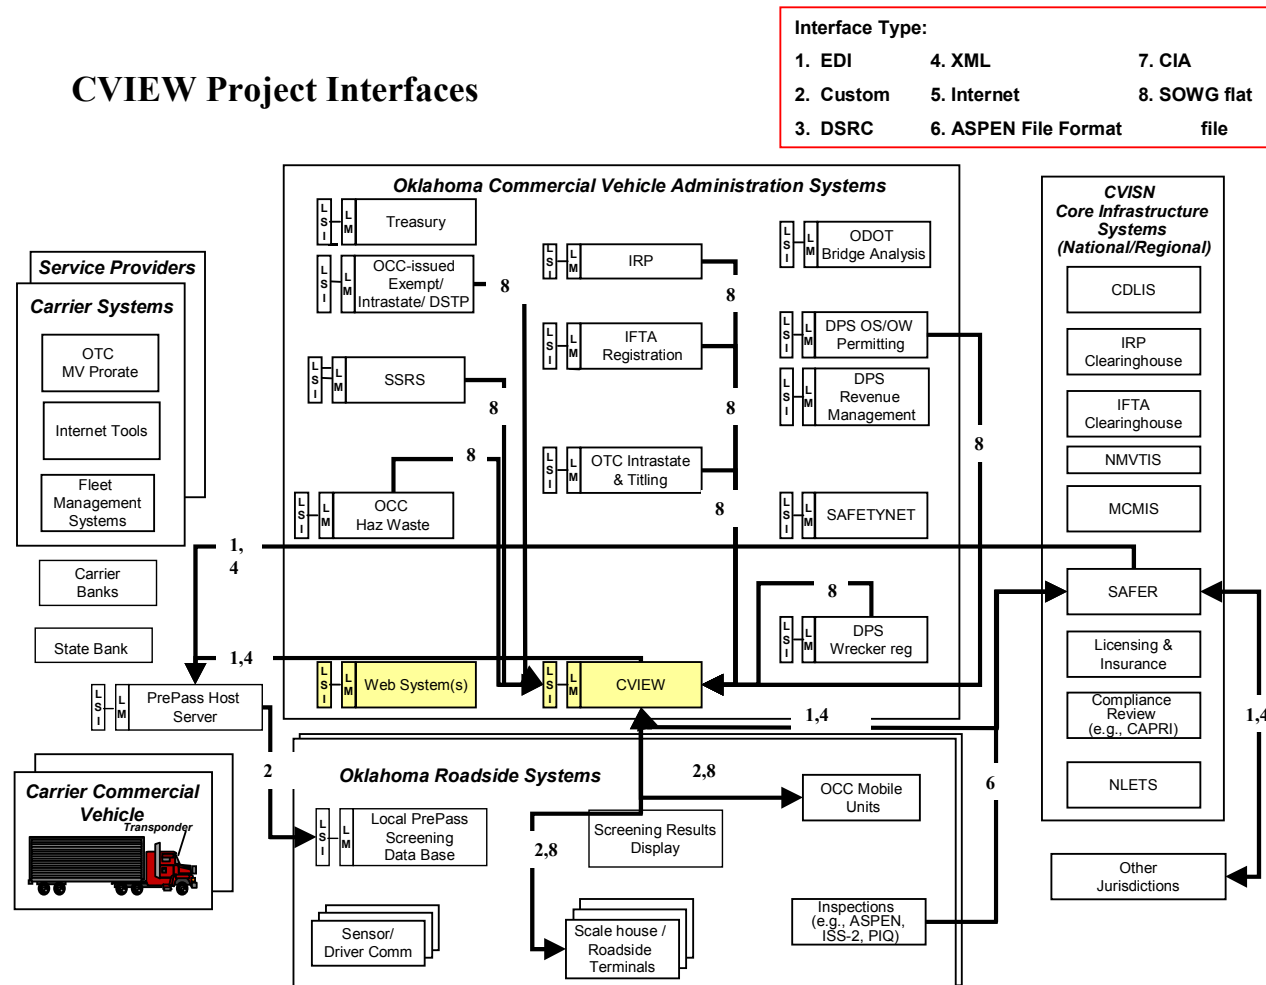 CVIEW Project Interfaces
Interface Type:
1. EDI 4. XML 7. CIA
2. Custom 5. Internet 8. SOWG flat
3. DSRC 6. ASPEN File Format file
Oklahoma Commercial Vehicle Administration Systems
L S I
L M
Treasury
L S I
L M
OCC-issued
Exempt/
Intrastate/ DSTP
8
L S I
L M
SSRS
8
L S I
L M
OCC
Haz Waste
8
L S I
L M
IRP
8
L S I
L M
IFTA
Registration
8
L S I
L M
OTC Intrastate
& Titling
8
L S I
L M
ODOT
Bridge Analysis
L S I
L M
DPS OS/OW
Permitting
8
L S I
L M
DPS
Revenue
Management
L S I
L M
SAFETYNET
8
L S I
L M
DPS
Wrecker reg
L S I
L M
Web System(s)
L S I
L M
CVIEW
Service Providers
Carrier Systems
OTC
MV Prorate
Internet Tools
Fleet
Management
Systems
Carrier
Banks
State Bank
1,
4
1,4
L S I
L M
PrePass Host
Server
2
Carrier Commercial
Vehicle
Transponder
CVISN
Core Infrastructure
Systems
(National/Regional)
CDLIS
IRP
Clearinghouse
IFTA
Clearinghouse
NMVTIS
MCMIS
SAFER
Licensing &
Insurance
Compliance
Review
(e.g., CAPRI)
NLETS
1,4
Other
Jurisdictions
1,4
6
Oklahoma Roadside Systems
2,8
OCC Mobile
Units
L S I
L M
Local PrePass
Screening
Data Base
Screening Results
Display
2,8
Sensor/
Driver Comm
Scale house /
Roadside
Terminals
Inspections
(e.g., ASPEN,
ISS-2, PIQ)